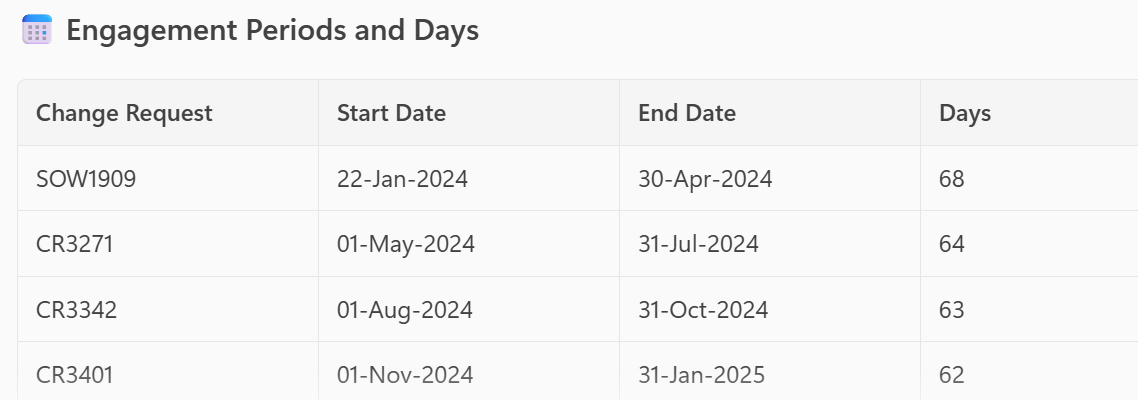 Engagement Periods and Days
Change Request Start Date End Date Days
SOW1909 22-Jan-2024 30-Apr-2024 68
CR3271 01-May-2024 31-Jul-2024 64
CR3342 01-Aug-2024 31-Oct-2024 63
CR3401 01-Nov-2024 31-Jan-2025 62